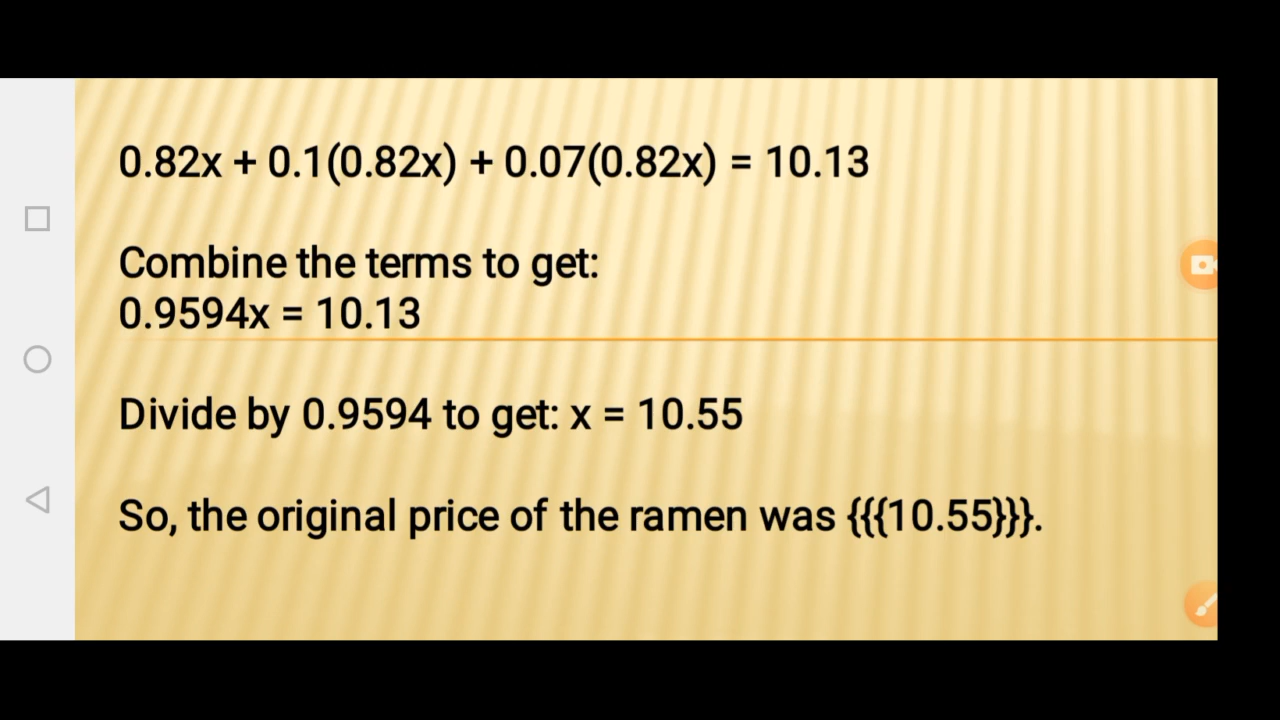 0.82x + 0.1(0.82x) + 0.07(0.82x) = 10.13
Combine the terms to get:
0.9594x = 10.13
Divide by 0.9594 to get: x = 10.55
So, the original price of the ramen was {{{10.55}}}.